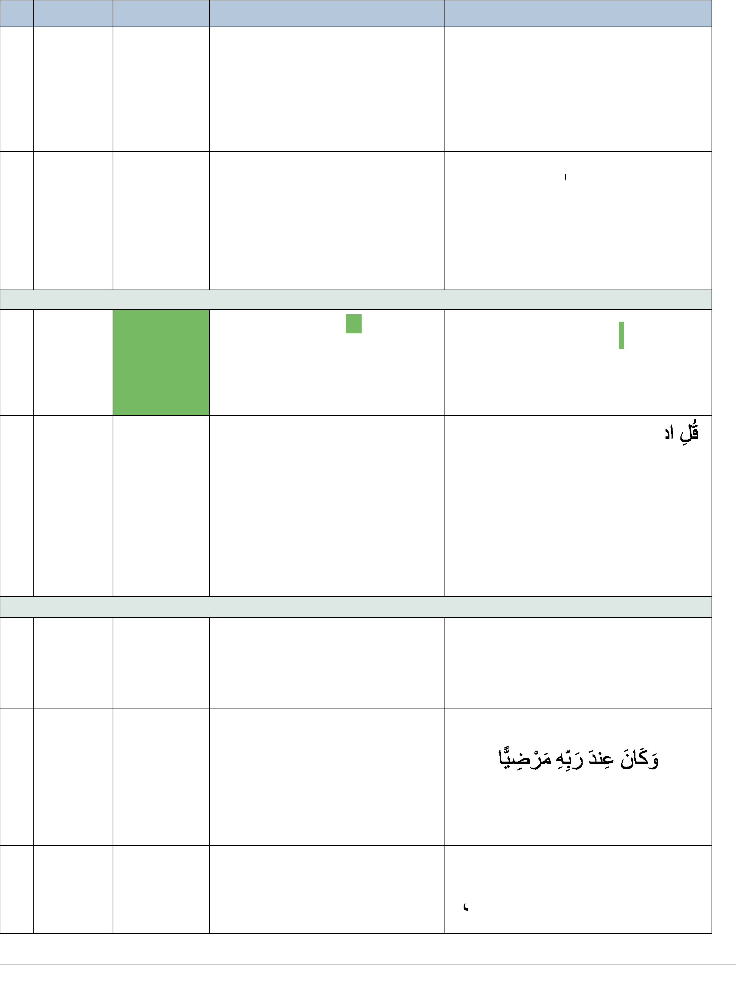 قُلِ اد
وَكَانَ عِندَ رَبِّهِ مَرْضِيًّا